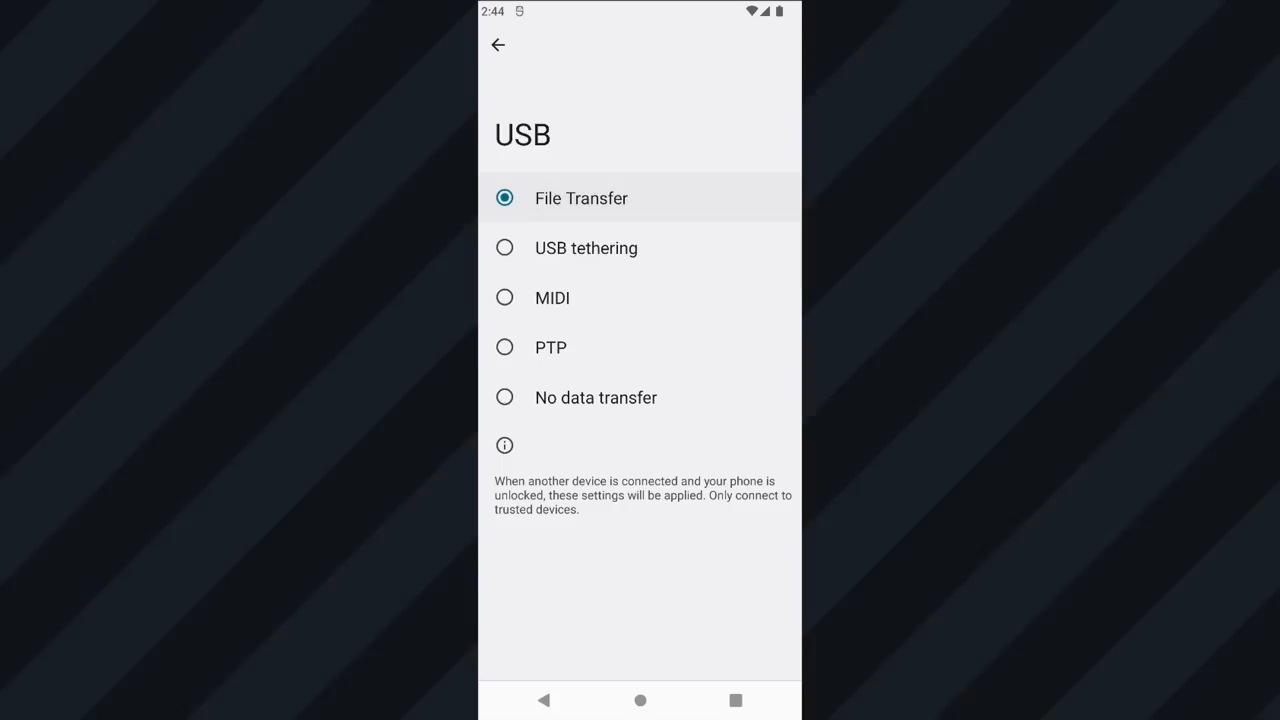 2:44
USB
File Transfer
USB tethering
MIDI
PTP
No data transfer
When another device is connected and your phone is
unlocked, these settings will be applied. Only connect to
trusted devices.